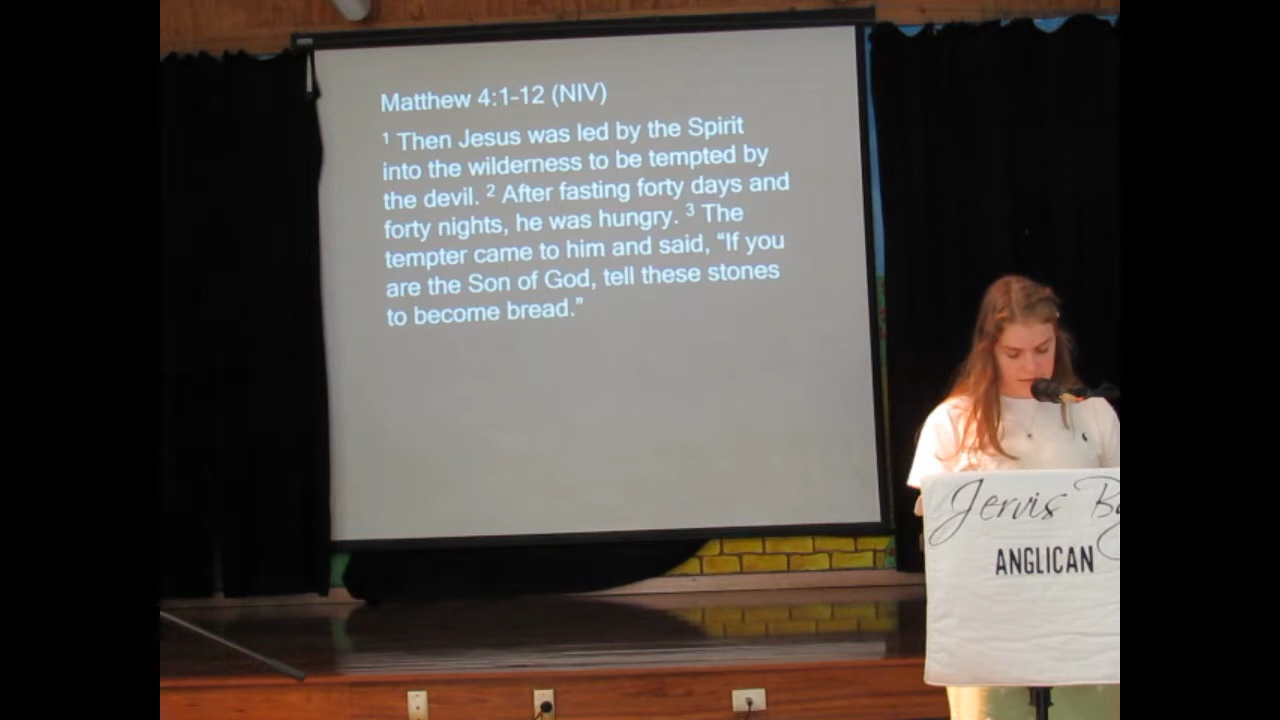 Matthew 4:1-12 (NIV)
¹ Then Jesus was led by the Spirit
into the wilderness to be tempted by
the devil. ² After fasting forty days and
forty nights, he was hungry. ³ The
tempter came to him and said, “If you
are the Son of God, tell these stones
to become bread.”
Jervis
ANGLICAN